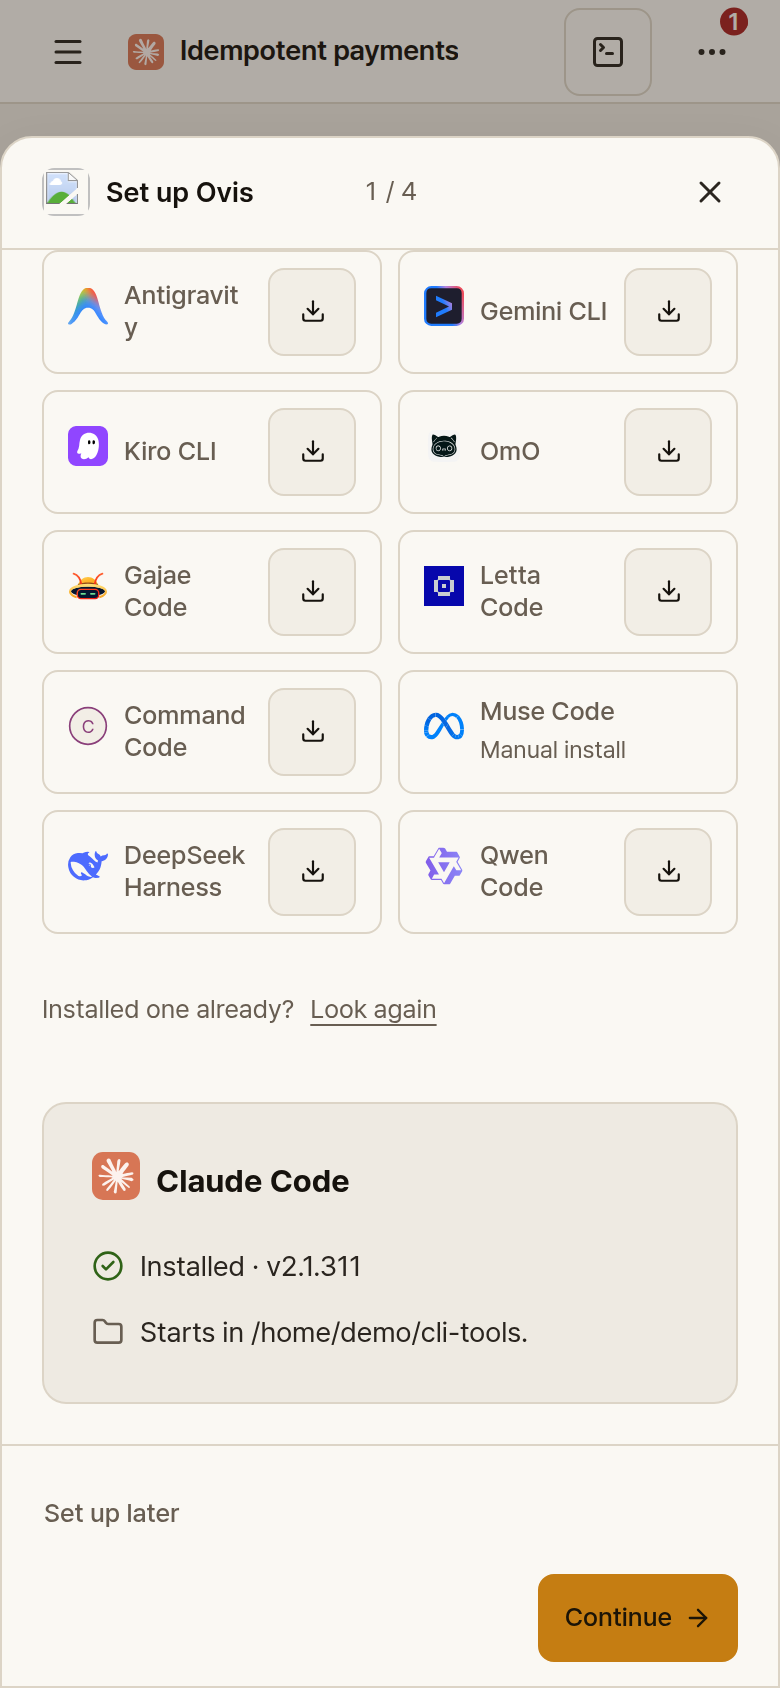 Idempotent payments
1
Set up Ovis
1 / 4
Antigravit
y
Gemini CLI
Kiro CLI
OmO
Gajae
Code
Letta
Code
C
Command
Code
Muse Code
Manual install
DeepSeek
Harness
Qwen
Code
Installed one already? Look again
Claude Code
Installed · v2.1.311
Starts in /home/demo/cli-tools.
Set up later
Continue